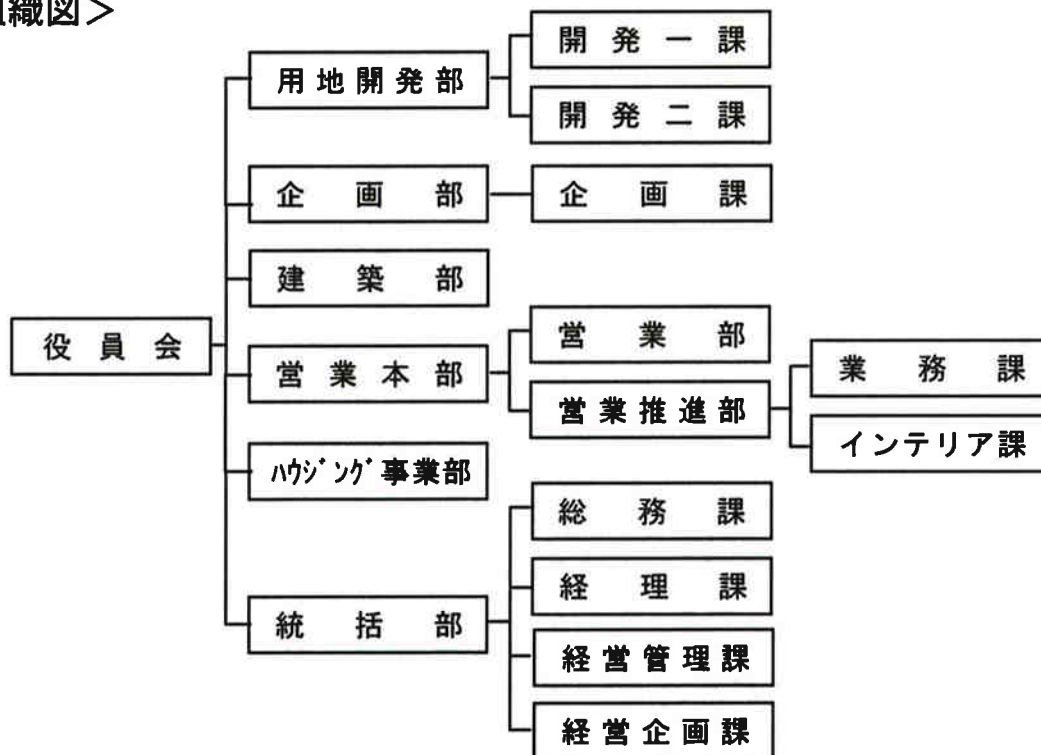 織図＞
役員会
用地開発部
開発一課
開発二課
企画部
企画課
建築部
営業本部
営業部
営業推進部
業務課
インテリア課
ﾊｳｼﾞﾝｸﾞ事業部
統括部
総務課
経理課
経営管理課
経営企画課